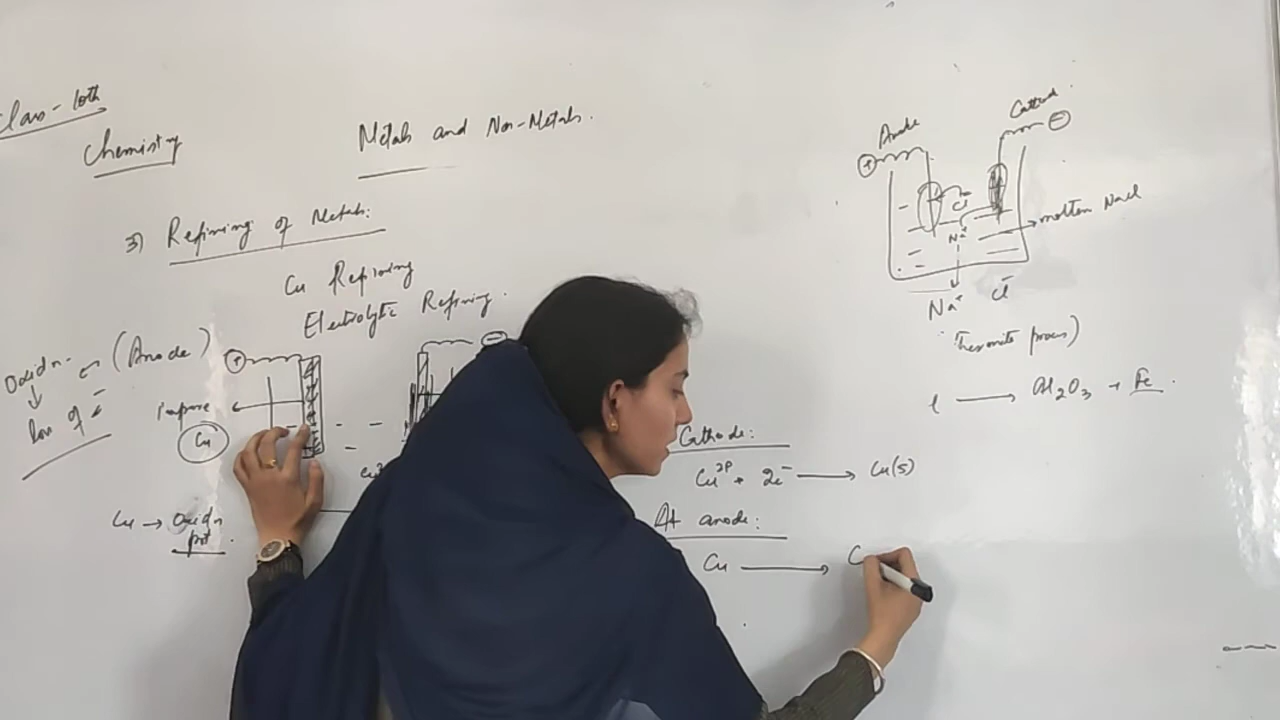 Class - 10th
Chemistry
Metals and Non-Metals.
3) Refining of Metals:
Cu Refining
Electrolytic Refining.
Oxidn.
(Anode)
+
−
loss of e⁻
Impure
Cu
Cu → Oxidn
pot.
Cathode:
Cu²⁺ + 2e⁻ → Cu(s)
At anode:
Cu → C
Anode
Cathode.
+
−
Cl⁻
Na⁺
→ molten NaCl
Na⁺ Cl⁻
Thermite process)
→ Al₂O₃ + Fe.